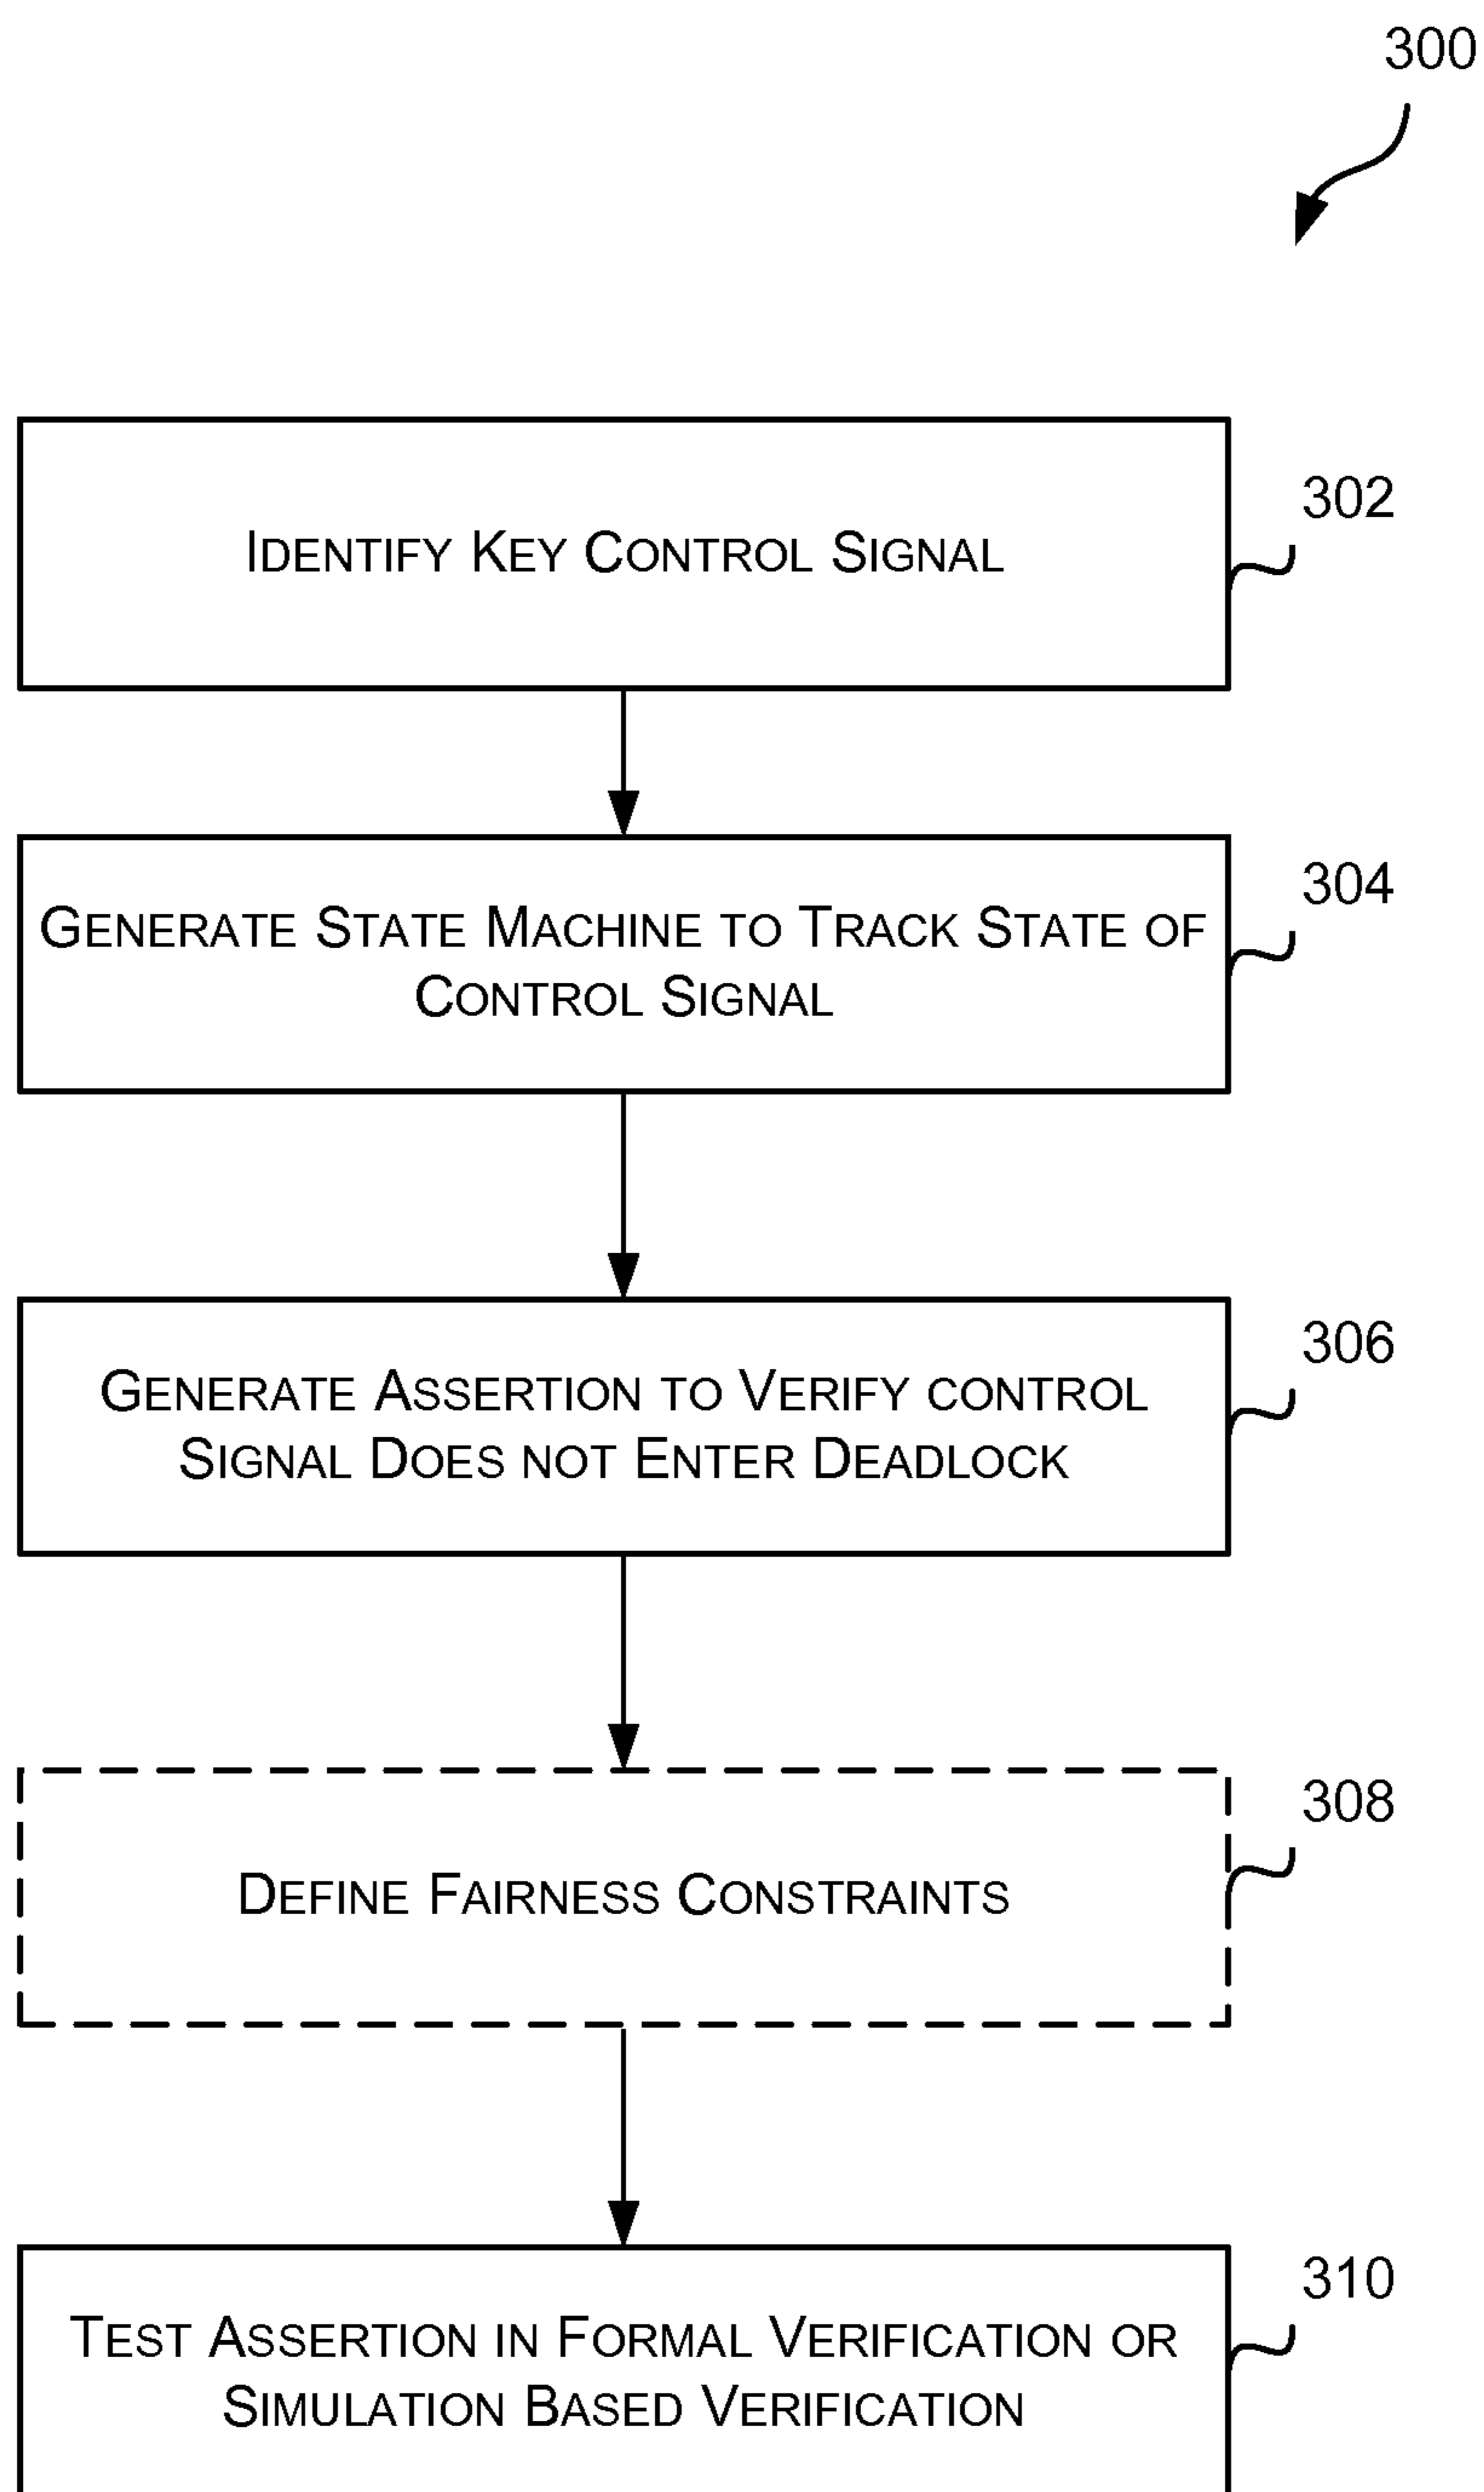 300
IDENTIFY KEY CONTROL SIGNAL
302
GENERATE STATE MACHINE TO TRACK STATE OF
CONTROL SIGNAL
304
GENERATE ASSERTION TO VERIFY CONTROL
SIGNAL DOES NOT ENTER DEADLOCK
306
DEFINE FAIRNESS CONSTRAINTS
308
TEST ASSERTION IN FORMAL VERIFICATION OR
SIMULATION BASED VERIFICATION
310